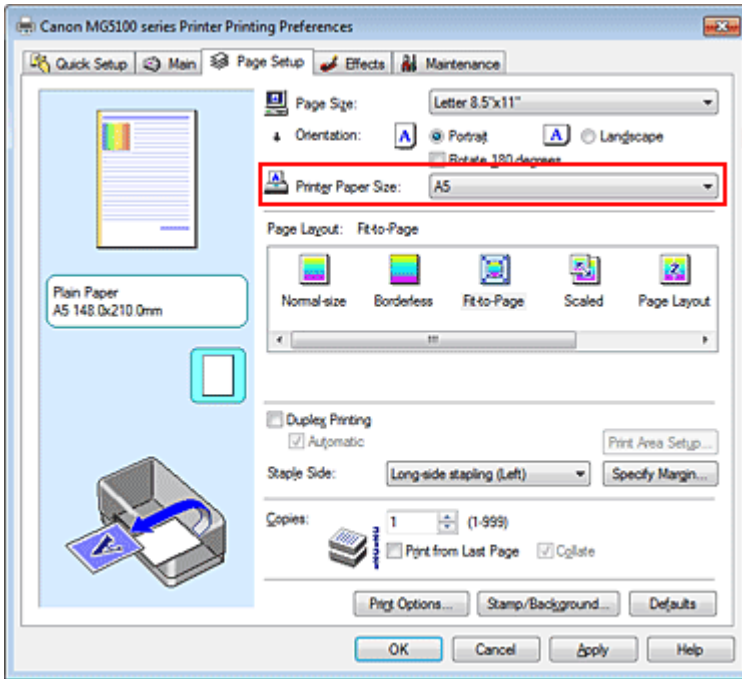 Canon MG5100 series Printer Printing Preferences
Quick Setup Main Page Setup Effects Maintenance
Page Size: Letter 8.5"x11"
Orientation: A Portrait A Landscape
Rotate 180 degrees
Printer Paper Size: A5
Page Layout: Fit-to-Page
Normal-size Borderless Fit-to-Page Scaled Page Layout
Plain Paper
A5 148.0x210.0mm
Duplex Printing
Automatic Print Area Setup...
Staple Side: Long-side stapling (Left) Specify Margin...
Copies: 1 (1-999)
Print from Last Page Collate
Print Options... Stamp/Background... Defaults
OK Cancel Apply Help